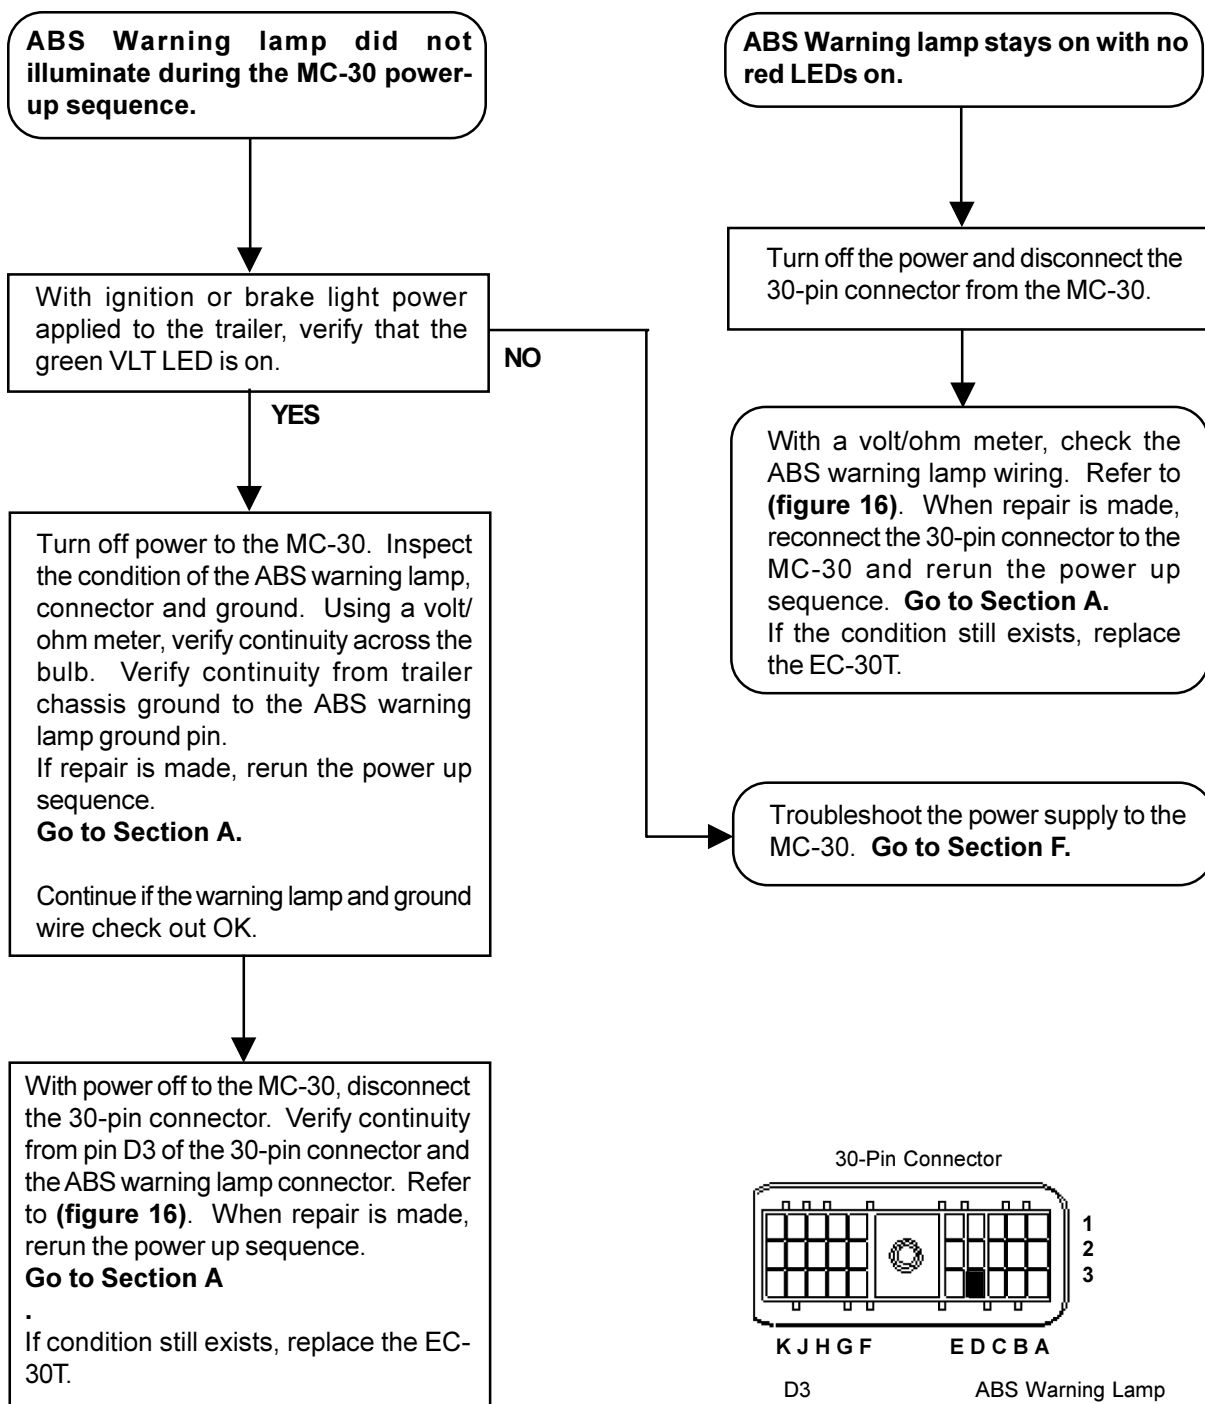 ABS Warning lamp did not
illuminate during the MC-30 power-
up sequence.
With ignition or brake light power
applied to the trailer, verify that the
green VLT LED is on.
NO
YES
Turn off power to the MC-30. Inspect
the condition of the ABS warning lamp,
connector and ground. Using a volt/
ohm meter, verify continuity across the
bulb. Verify continuity from trailer
chassis ground to the ABS warning
lamp ground pin.
If repair is made, rerun the power up
sequence.
Go to Section A.
Continue if the warning lamp and ground
wire check out OK.
With power off to the MC-30, disconnect
the 30-pin connector. Verify continuity
from pin D3 of the 30-pin connector and
the ABS warning lamp connector. Refer
to (figure 16). When repair is made,
rerun the power up sequence.
Go to Section A
.
If condition still exists, replace the EC-
30T.
ABS Warning lamp stays on with no
red LEDs on.
Turn off the power and disconnect the
30-pin connector from the MC-30.
With a volt/ohm meter, check the
ABS warning lamp wiring. Refer to
(figure 16). When repair is made,
reconnect the 30-pin connector to the
MC-30 and rerun the power up
sequence. Go to Section A.
If the condition still exists, replace
the EC-30T.
Troubleshoot the power supply to the
MC-30. Go to Section F.
30-Pin Connector
1
2
3
K J H G F E D C B A
D3 ABS Warning Lamp